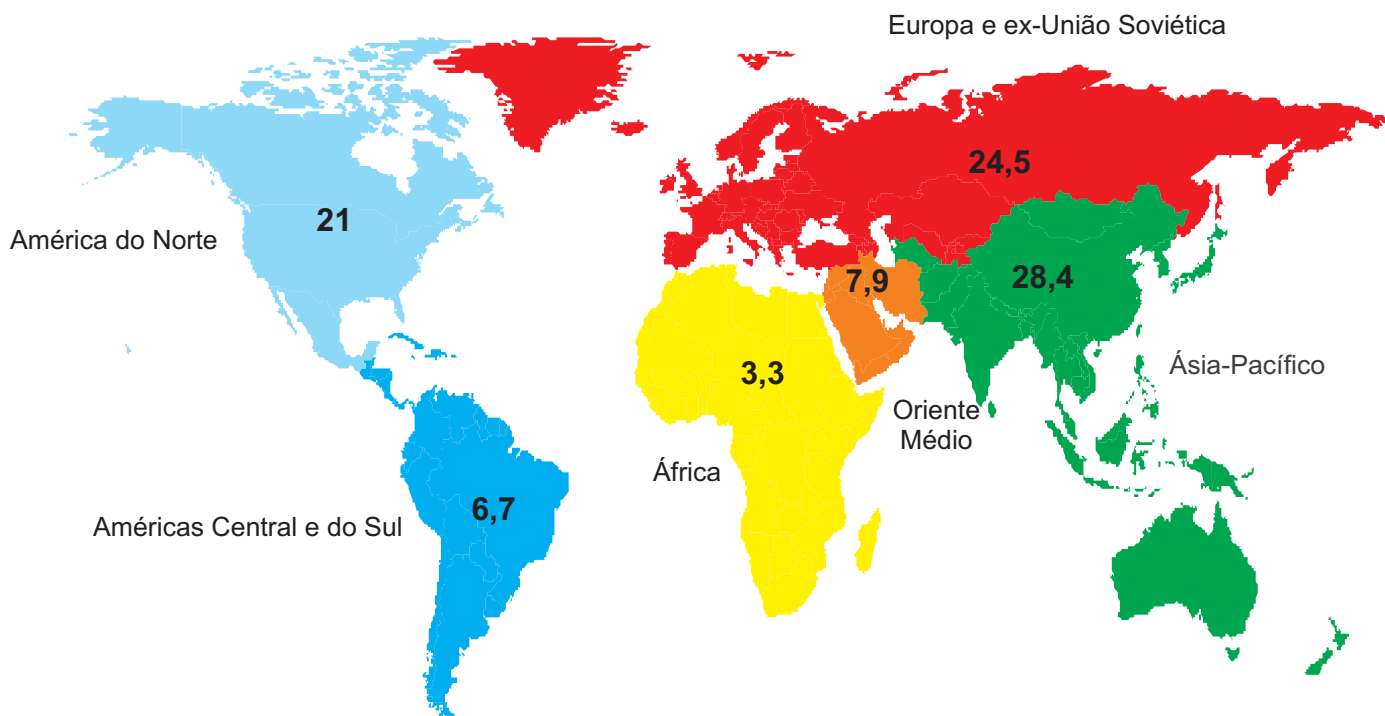 Europa e ex-União Soviética
24,5
21
América do Norte
7,9
28,4
3,3
Ásia-Pacífico
Oriente
Médio
África
6,7
Américas Central e do Sul